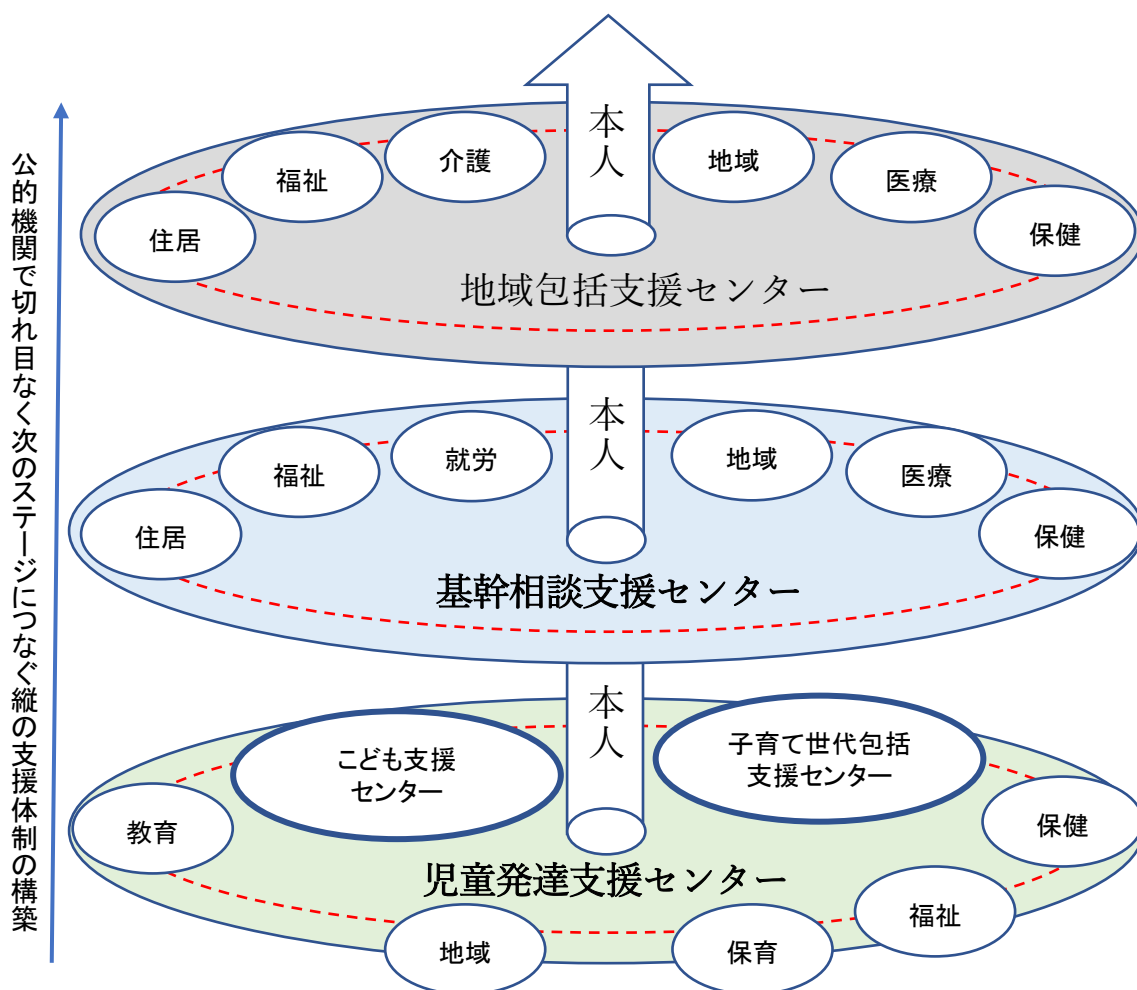 公的機関で切れ目なく次のステージにつなぐ縦の支援体制の構築
本人
住居
福祉
介護
地域
医療
保健
地域包括支援センター
本人
住居
福祉
就労
地域
医療
保健
基幹相談支援センター
本人
こども支援
センター
子育て世代包括
支援センター
教育
保健
児童発達支援センター
福祉
地域
保育